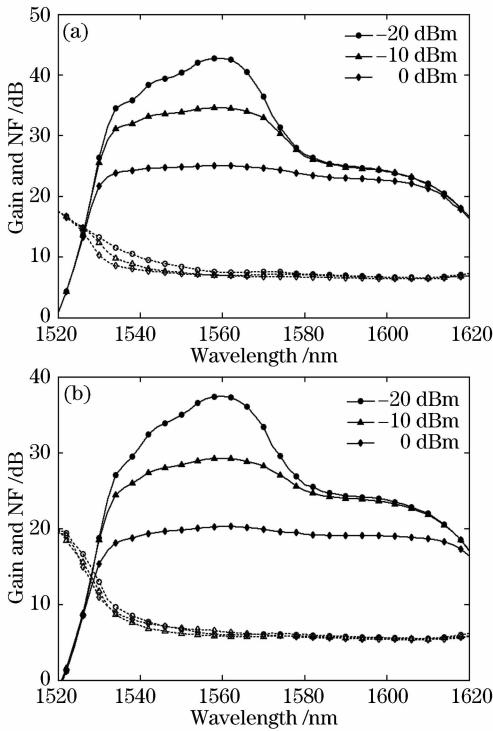 50
(a)
−20 dBm
−10 dBm
0 dBm
40
30
20
10
0
Gain and NF /dB
1520 1540 1560 1580 1600 1620
Wavelength /nm
40
(b)
−20 dBm
−10 dBm
0 dBm
30
20
10
0
Gain and NF /dB
1520 1540 1560 1580 1600 1620
Wavelength /nm